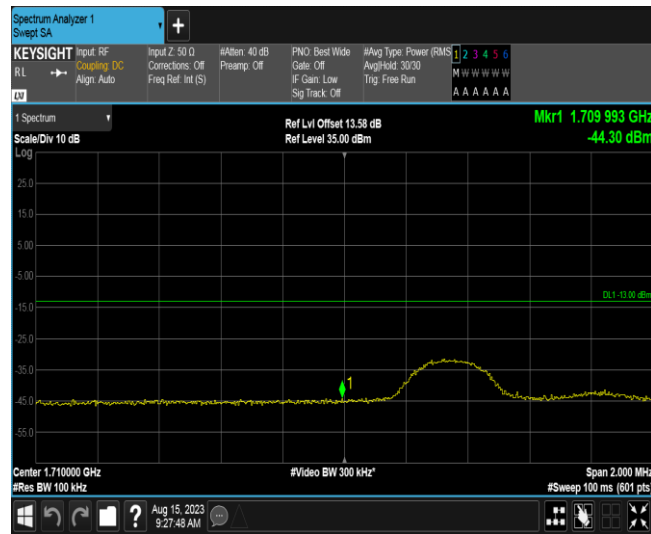 Spectrum Analyzer 1
Swept SA
+
KEYSIGHT
RL
LXI
Input: RF
Coupling: DC
Align: Auto
Input Z: 50 Ω
Corrections: Off
Freq Ref: Int (S)
#Atten: 40 dB
Preamp: Off
PNO: Best Wide
Gate: Off
IF Gain: Low
Sig Track: Off
#Avg Type: Power (RMS
Avg|Hold: 30/30
Trig: Free Run
1 2 3 4 5 6
M W W W W W
A A A A A A
1 Spectrum
Scale/Div 10 dB
Log
Ref Lvl Offset 13.58 dB
Ref Level 35.00 dBm
Mkr1 1.709 993 GHz
-44.30 dBm
25.0
15.0
5.00
-5.00
DL1 -13.00 dBm
-15.0
-25.0
-35.0
1
-45.0
-55.0
Center 1.710000 GHz
#Res BW 100 kHz
#Video BW 300 kHz*
Span 2.000 MHz
#Sweep 100 ms (601 pts
?
Aug 15, 2023
9:27:48 AM